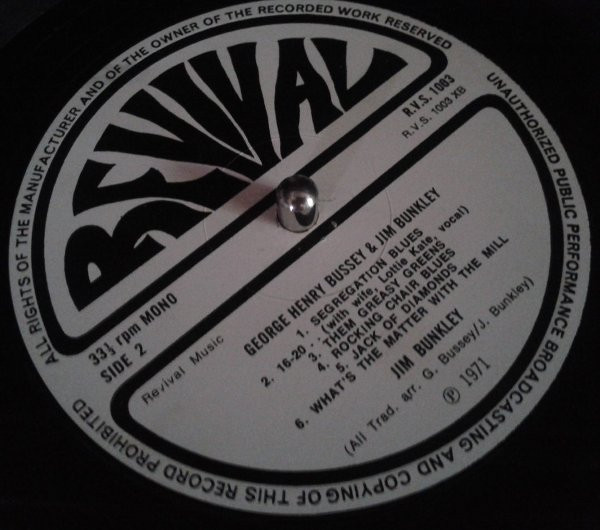 ALL RIGHTS OF THE MANUFACTURER AND OF THE OWNER OF THE RECORDED WORK RESERVED
UNAUTHORIZED PUBLIC PERFORMANCE BROADCASTING AND COPYING OF THIS RECORD PROHIBITED
REVIVAL
R.V.S. 1003
R.V.S. 1003 XB
33⅓ rpm MONO
SIDE 2
Revival Music
GEORGE HENRY BUSSEY & JIM BUNKLEY
1. SEGREGATION BLUES
2. 16-20 : (with wife, Lottie Kate, vocal)
3. THEM GREASY GREENS
4. ROCKING CHAIR BLUES
5. JACK OF DIAMONDS
6. WHAT'S THE MATTER WITH THE MILL
JIM BUNKLEY
(All Trad. arr. G. Bussey/J. Bunkley)
℗ 1971